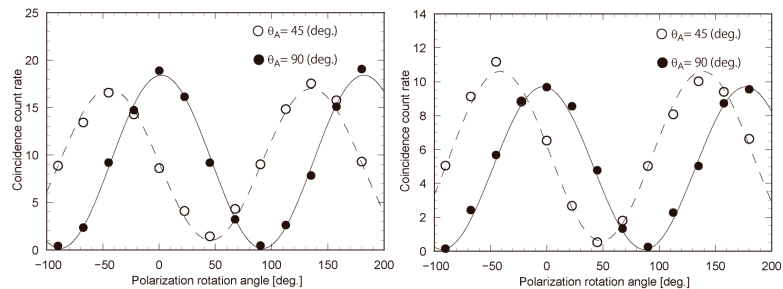 25
20
15
10
5
0
Coincidence count rate
θA= 45 (deg.)
θA= 90 (deg.)
−100 −50 0 50 100 150 200
Polarization rotation angle [deg.]
14
12
10
8
6
4
2
0
Coincidence count rate
θA= 45 (deg.)
θA= 90 (deg.)
−100 −50 0 50 100 150 200
Polarization rotation angle [deg.]